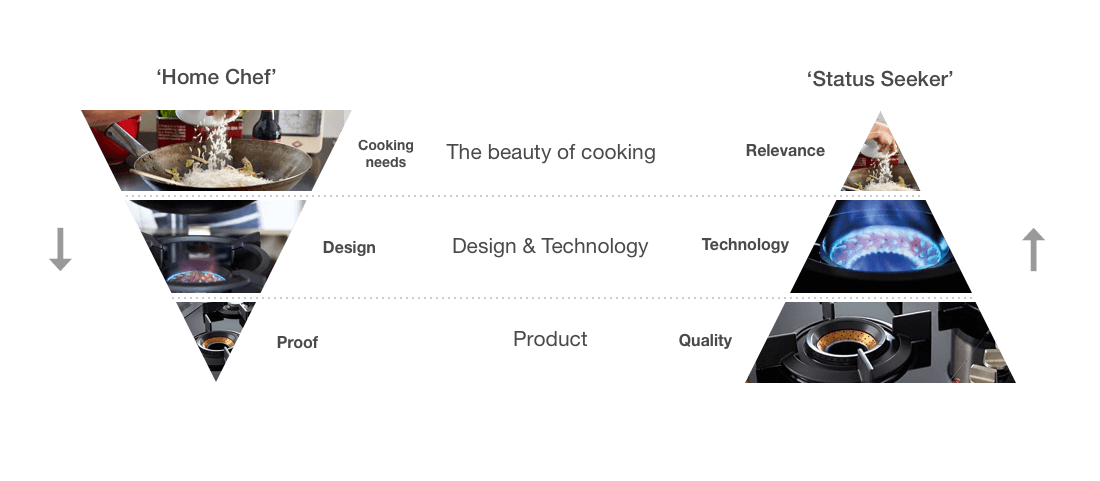 ‘Home Chef’
‘Status Seeker’
Cooking
needs
The beauty of cooking
Relevance
Design
Design & Technology
Technology
Proof
Product
Quality